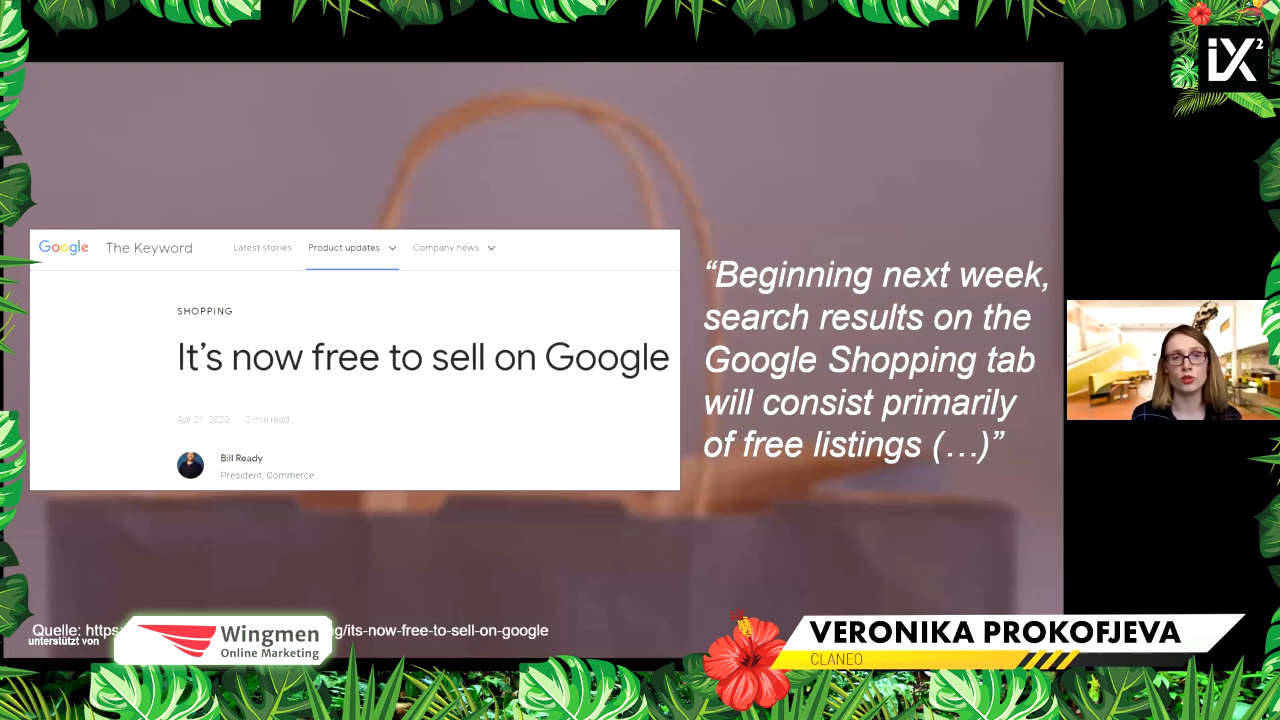 iX²
Google The Keyword Latest stories Product updates Company news
SHOPPING
It's now free to sell on Google
Apr 21, 2020 2 min read
Bill Ready
President, Commerce
“Beginning next week,
search results on the
Google Shopping tab
will consist primarily
of free listings (…)”
Quelle: https
g/its-now-free-to-sell-on-google
unterstützt von
Wingmen
Online Marketing
VERONIKA PROKOFJEVA
CLANEO